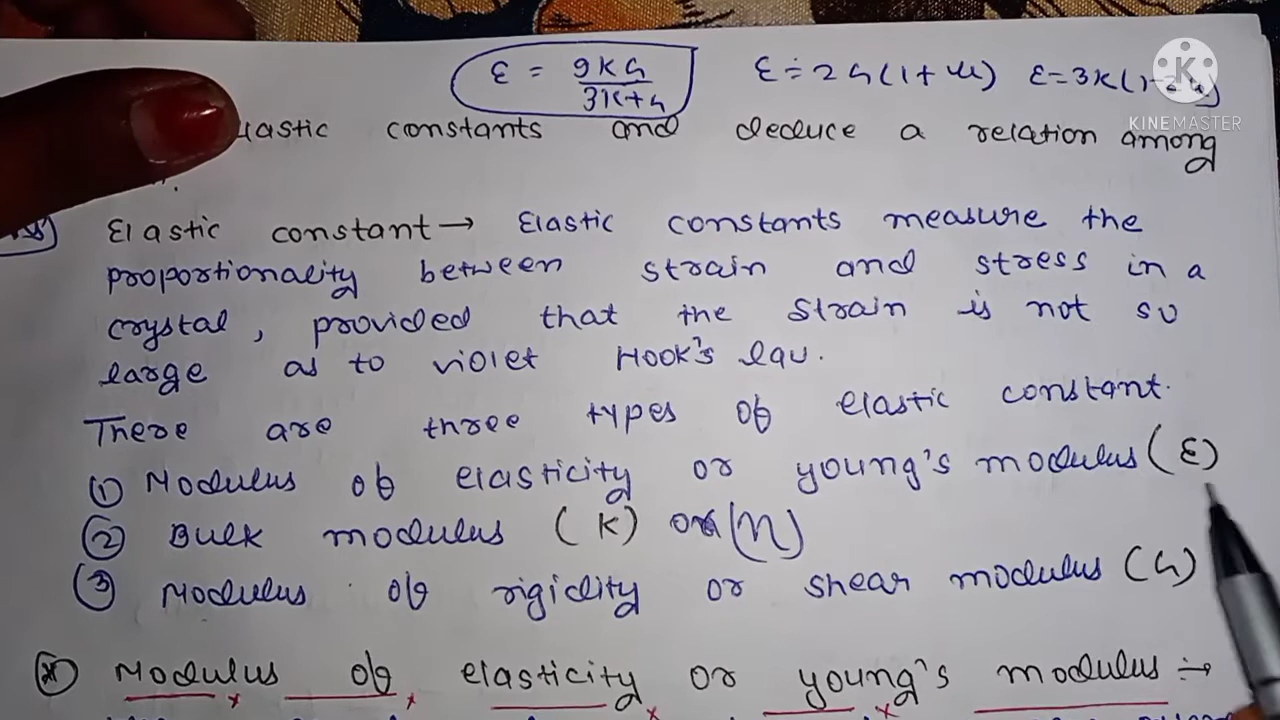 ε = 9KG/3K+G ε = 2G(1+μ) ε=3K(1-2μ)
KINEMASTER
elastic constants and deduce a relation among
Elastic constant → Elastic constants measure the
proportionality between strain and stress in a
crystal, provided that the strain is not so
large as to violet Hook's equ.
There are three types of elastic constant.
① Modulus of elasticity or young's modulus (ε)
② Bulk modulus (K) or (η)
③ Modulus of rigidity or shear modulus (G)
* Modulus of elasticity or young's modulus :→